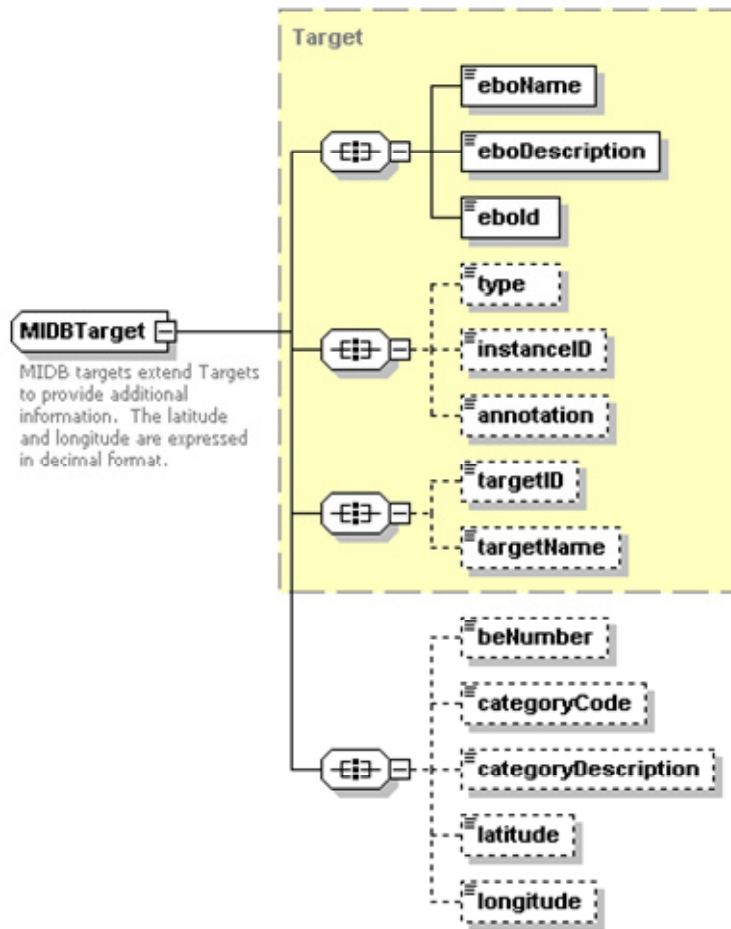 Target
eboName
eboDescription
eboId
type
instanceID
annotation
MIDBTarget
MIDB targets extend Targets
to provide additional
information. The latitude
and longitude are expressed
in decimal format.
targetID
targetName
beNumber
categoryCode
categoryDescription
latitude
longitude